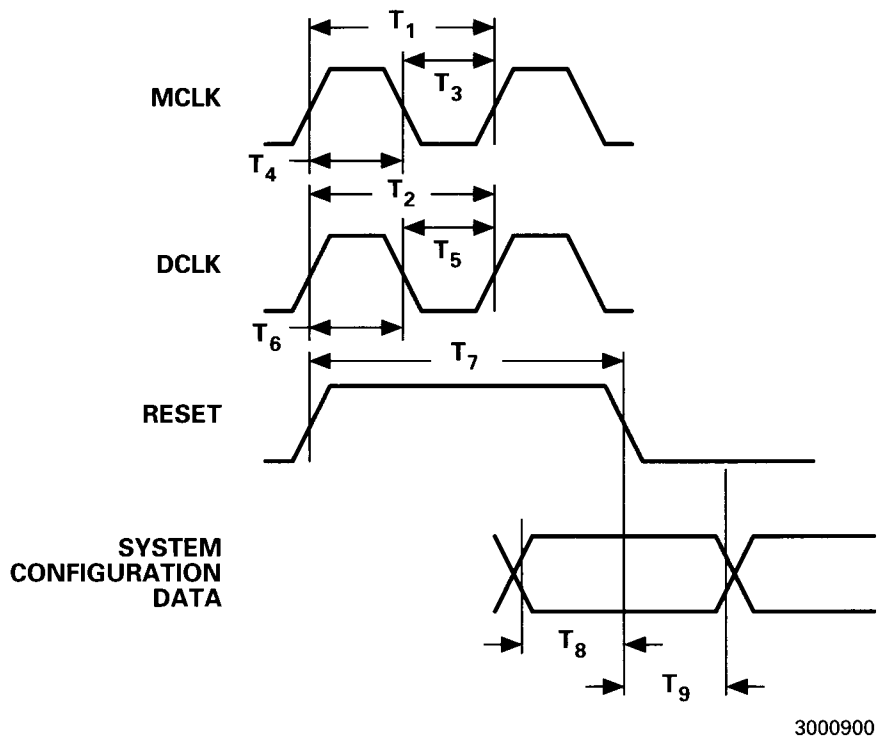 T1
T3
MCLK
T4
T2
T5
DCLK
T6
T7
RESET
SYSTEM
CONFIGURATION
DATA
T8
T9
3000900